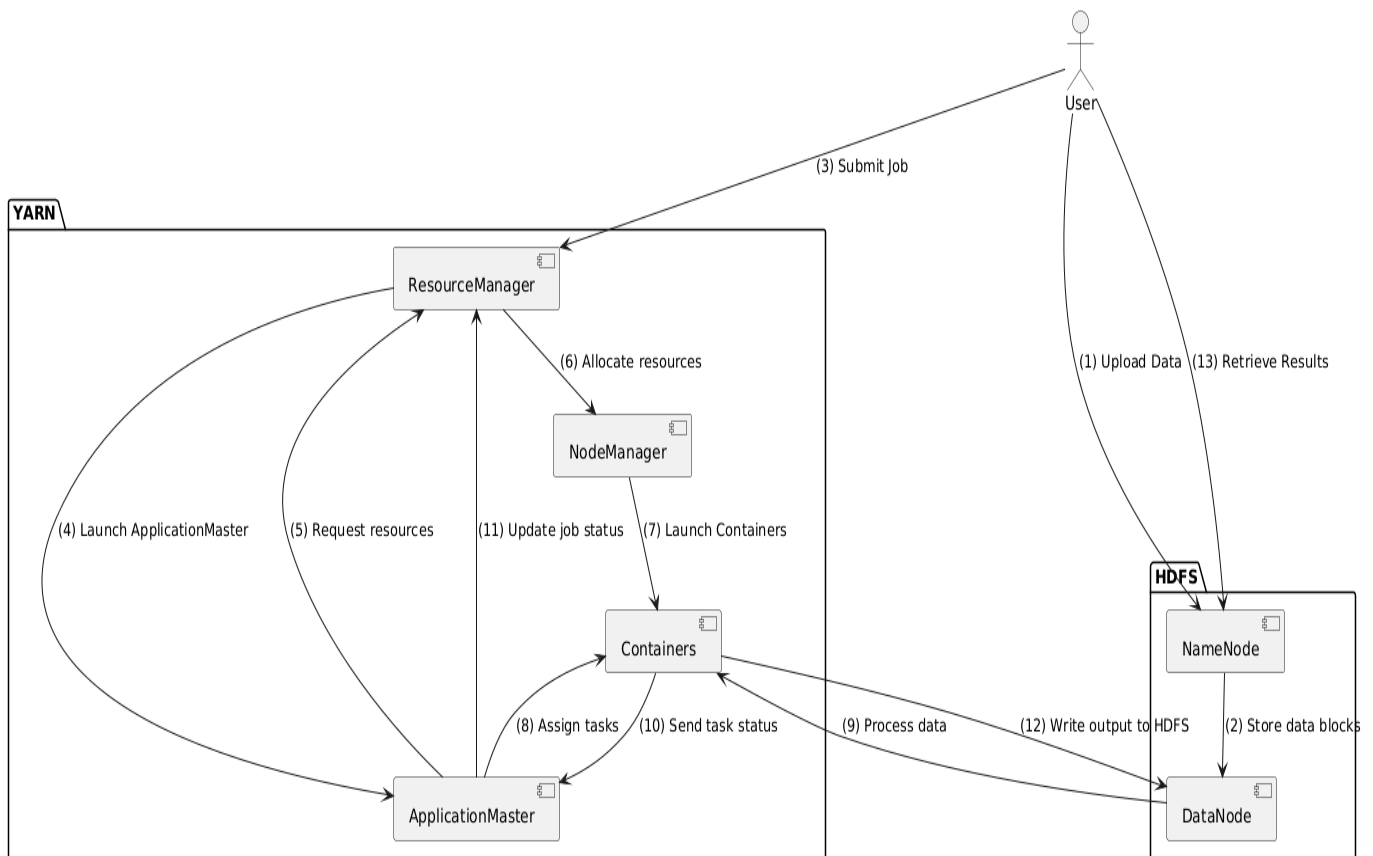 User
(3) Submit Job
YARN
ResourceManager
(6) Allocate resources
(1) Upload Data
(13) Retrieve Results
NodeManager
(4) Launch ApplicationMaster
(5) Request resources
(11) Update job status
(7) Launch Containers
HDFS
Containers
NameNode
(8) Assign tasks
(10) Send task status
(9) Process data
(12) Write output to HDFS
(2) Store data blocks
ApplicationMaster
DataNode